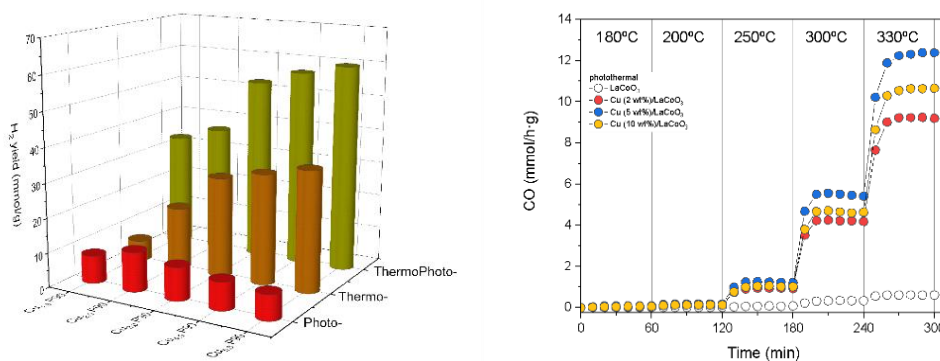 70
60
50
40
30
20
10
0
H₂ yield (mmol/g)
ThermoPhoto-
Thermo-
Photo-
14
12
10
8
6
4
2
0
CO (mmol/h·g)
180ºC 200ºC 250ºC 300ºC 330ºC
photothermal
LaCoO₃
Cu (2 wt%)/LaCoO₃
Cu (5 wt%)/LaCoO₃
Cu (10 wt%)/LaCoO₃
0 60 120 180 240 300
Time (min)